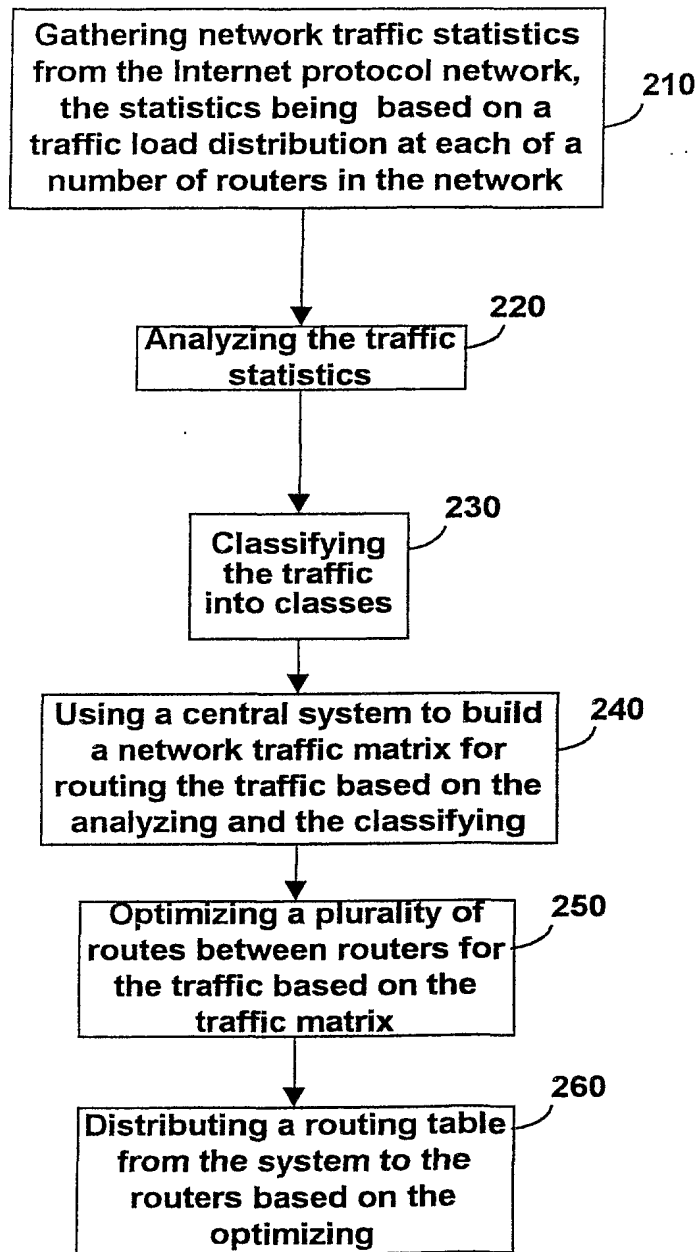 Gathering network traffic statistics
from the Internet protocol network,
the statistics being based on a
traffic load distribution at each of a
number of routers in the network
210
220
Analyzing the traffic
statistics
230
Classifying
the traffic
into classes
240
Using a central system to build
a network traffic matrix for
routing the traffic based on the
analyzing and the classifying
250
Optimizing a plurality of
routes between routers for
the traffic based on the
traffic matrix
260
Distributing a routing table
from the system to the
routers based on the
optimizing